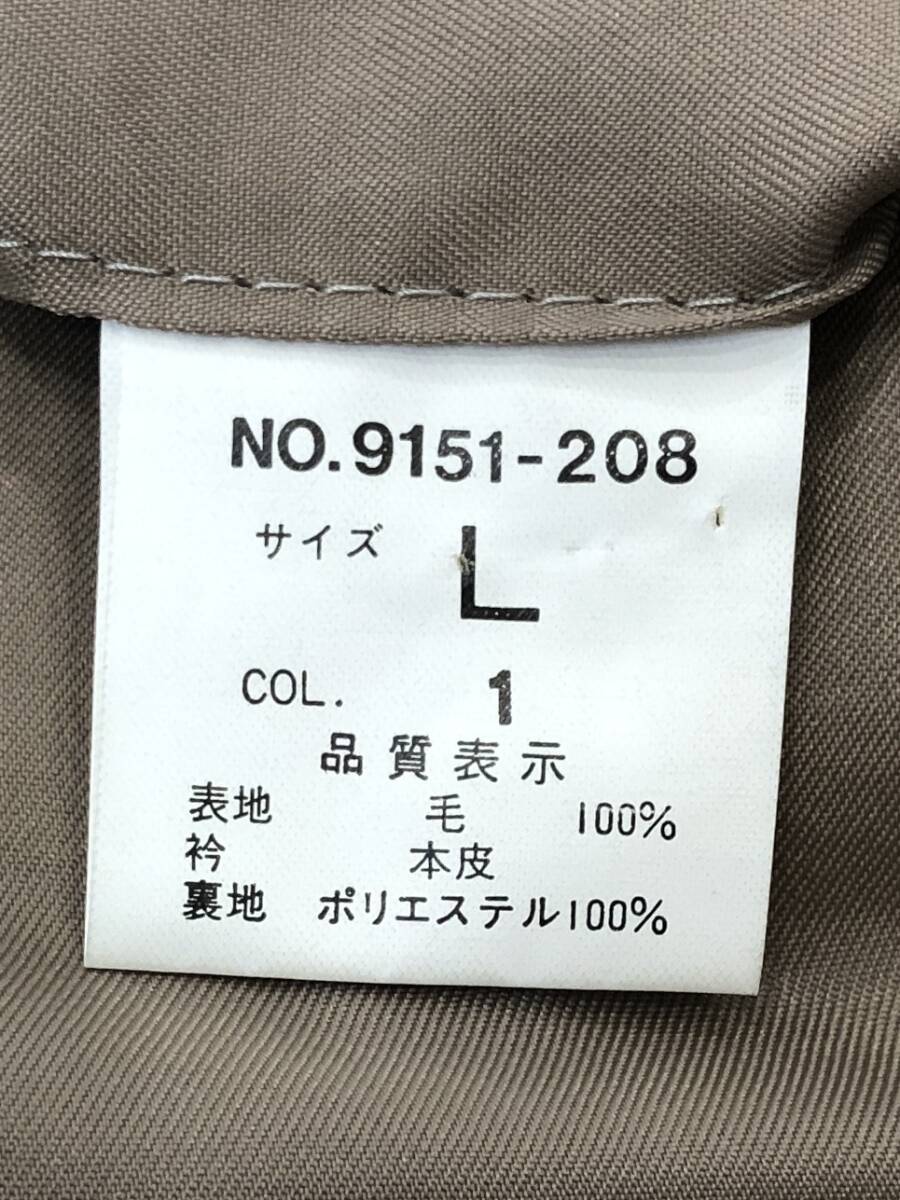 NO.9151-208
サイズ L
COL. 1
品質表示
表地 毛 100%
衿 本皮
裏地 ポリエステル100%